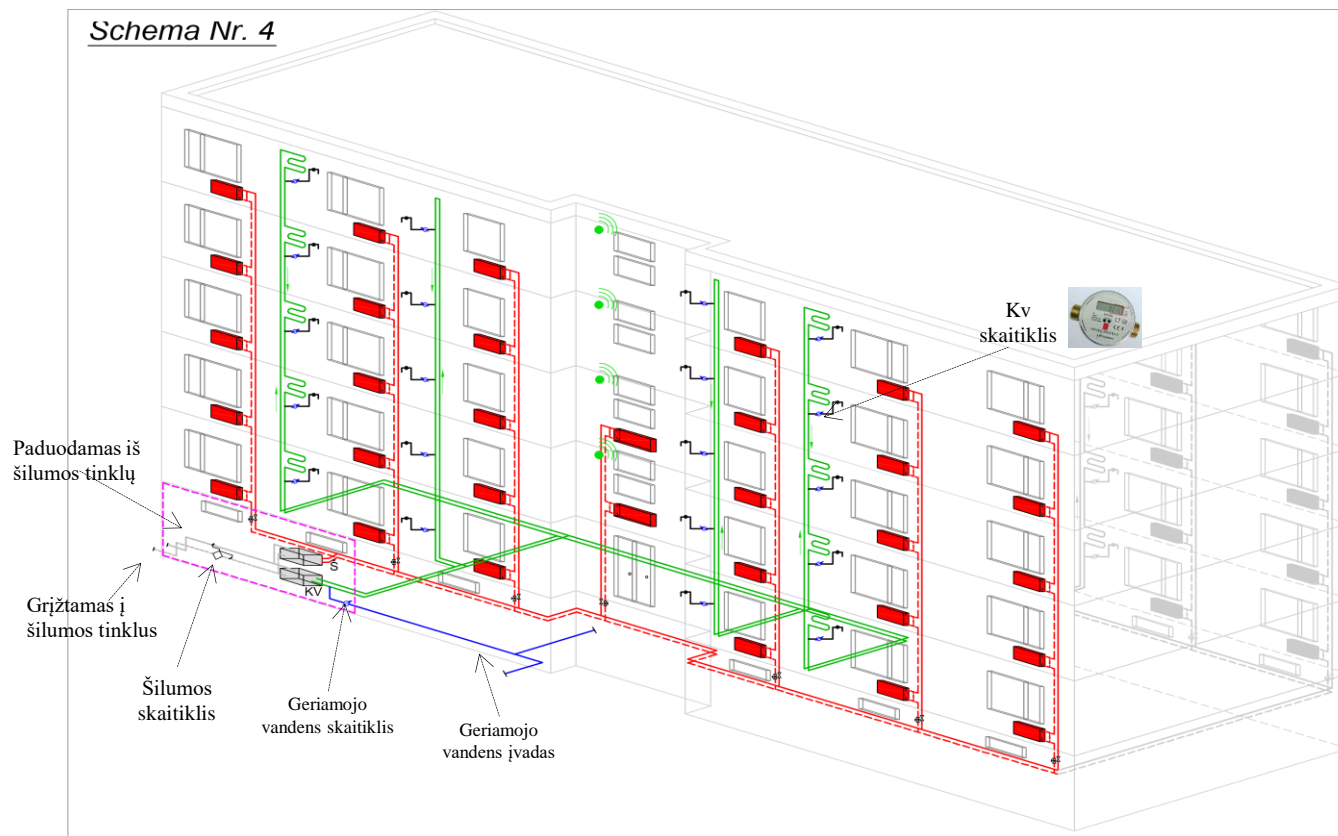 Schema Nr. 4
Kv
skaitiklis
Paduodamas iš
šilumos tinklų
Grįžtamas į
šilumos tinklus
Šilumos
skaitiklis
Š
KV
Geriamojo
vandens skaitiklis
Geriamojo
vandens įvadas